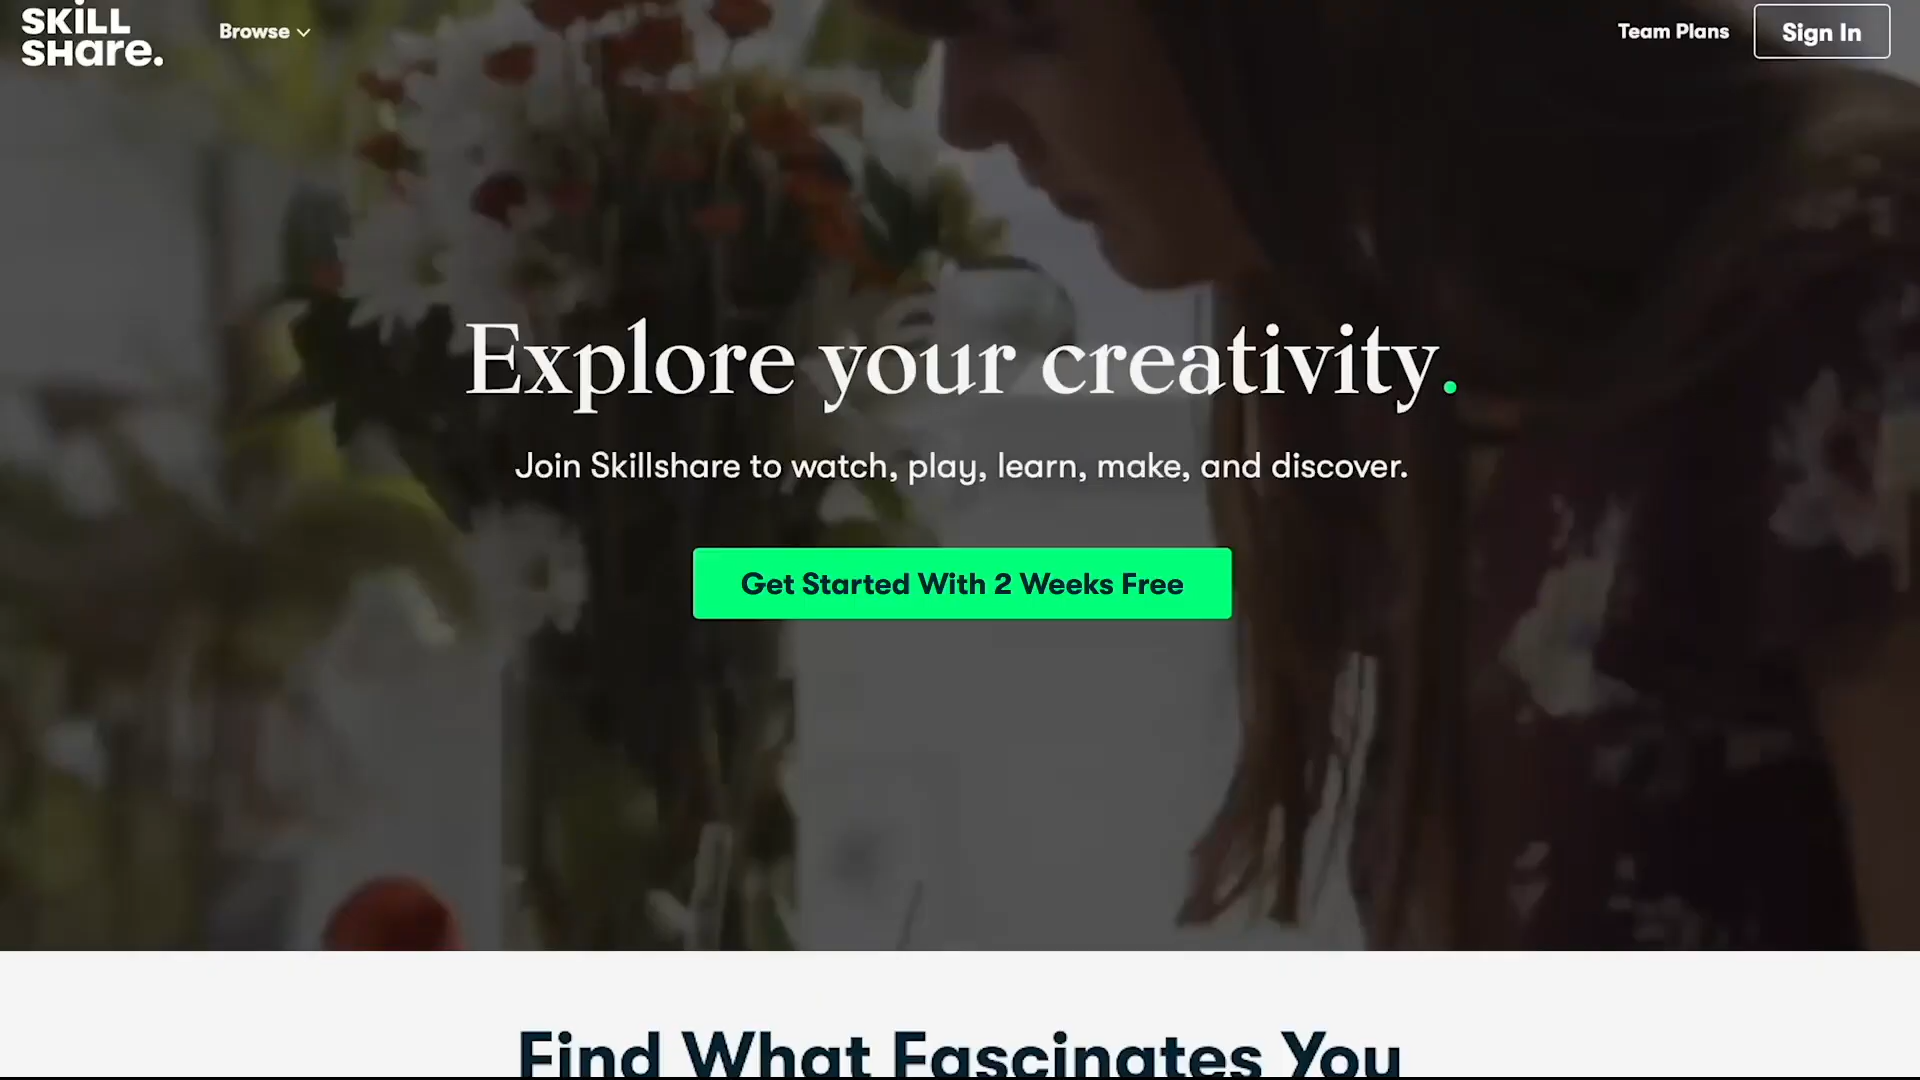 SKiLL
SHare.
Browse
Team Plans
Sign In
Explore your creativity.
Join Skillshare to watch, play, learn, make, and discover.
Get Started With 2 Weeks Free
Find What Fascinates You